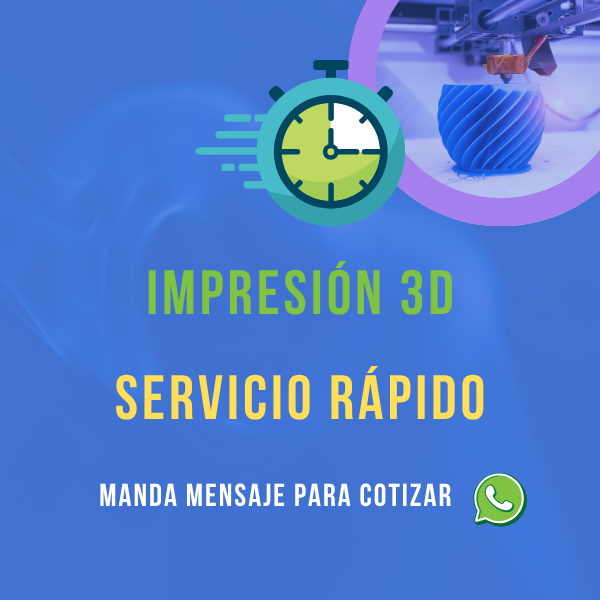 IMPRESIÓN 3D
SERVICIO RÁPIDO
MANDA MENSAJE PARA COTIZAR